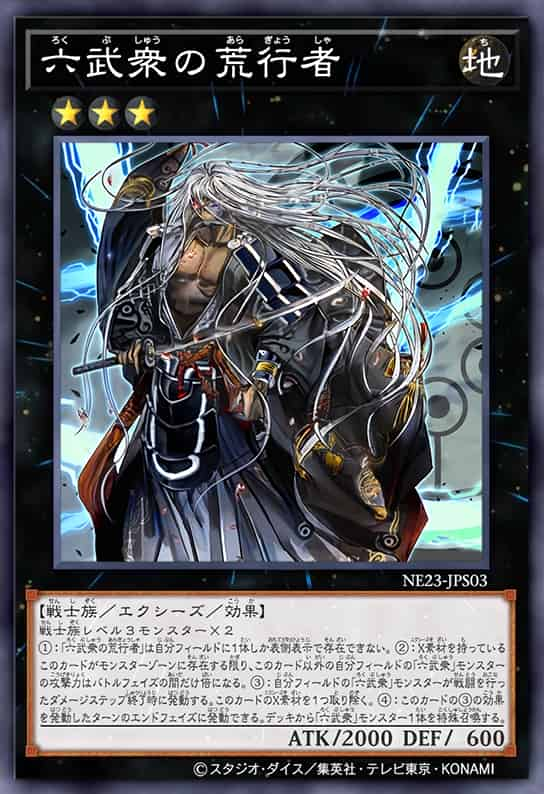 六武衆の荒行者
地
NE23-JPS03
【戦士族／エクシーズ／効果】
戦士族レベル3モンスター×2
①：「六武衆の荒行者」は自分フィールドに1体しか表側表示で存在できない。②：X素材を持っている
このカードがモンスターゾーンに存在する限り、このカード以外の自分フィールドの「六武衆」モンスター
の攻撃力はバトルフェイズの間だけ倍になる。③：自分フィールドの「六武衆」モンスターが戦闘を行っ
たダメージステップ終了時に発動する。このカードのX素材を1つ取り除く。④：このカードの③の効果
を発動したターンのエンドフェイズに発動できる。デッキから「六武衆」モンスター1体を特殊召喚する。
ATK/2000 DEF/ 600
©スタジオ・ダイス／集英社・テレビ東京・KONAMI